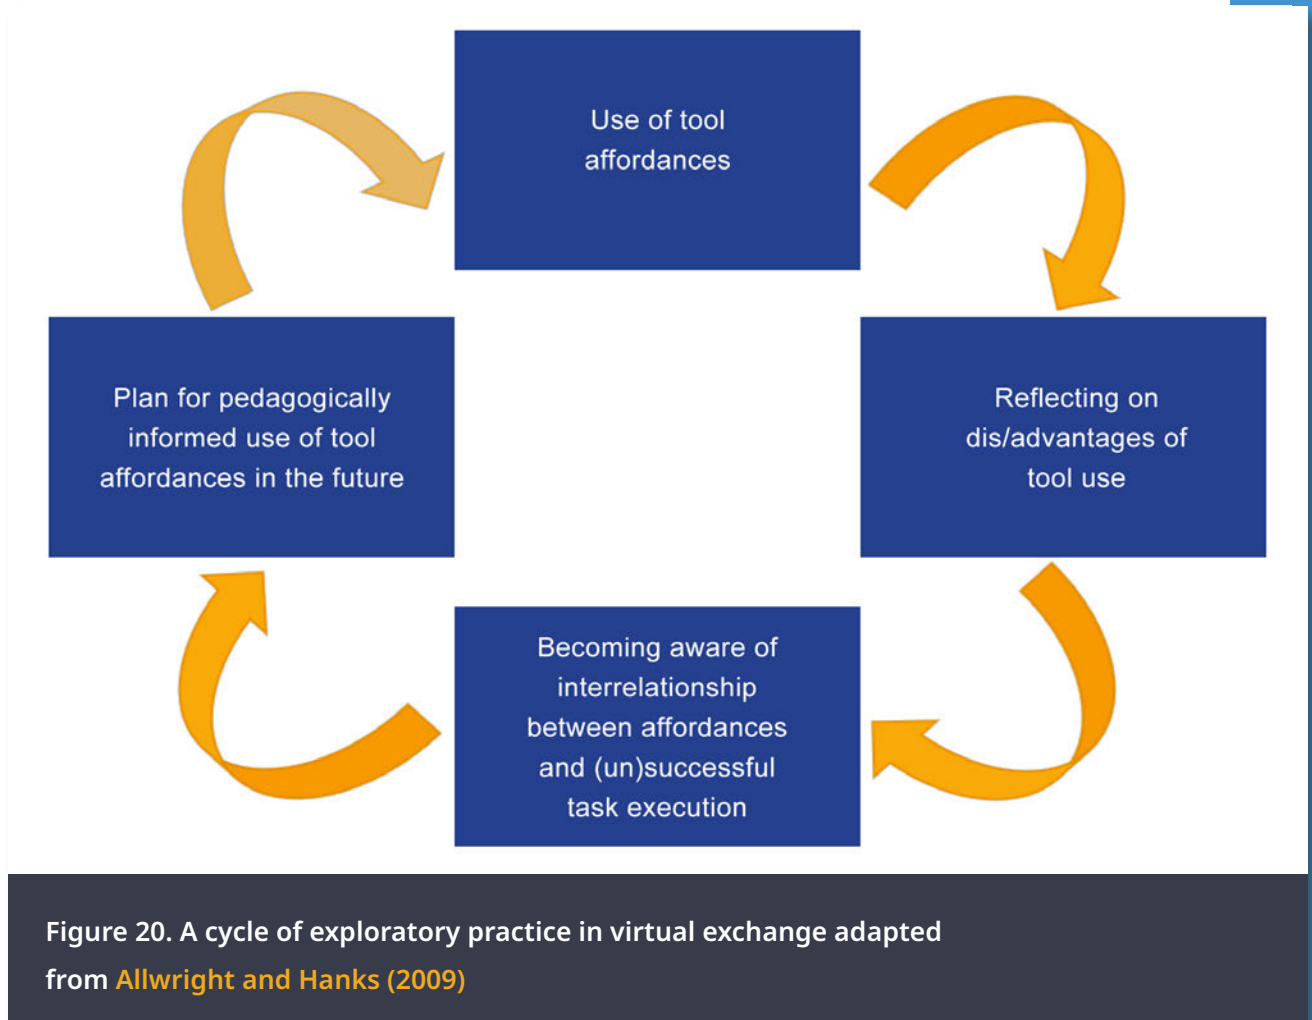 Use of tool
affordances
Reflecting on
dis/advantages of
tool use
Becoming aware of
interrelationship
between affordances
and (un)successful
task execution
Plan for pedagogically
informed use of tool
affordances in the future
Figure 20. A cycle of exploratory practice in virtual exchange adapted
from Allwright and Hanks (2009)